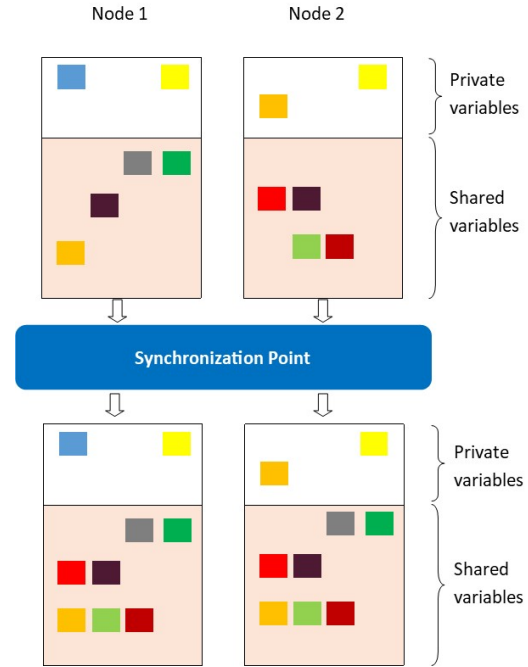 Node 1
Node 2
Private
variables
Shared
variables
Synchronization Point
Private
variables
Shared
variables